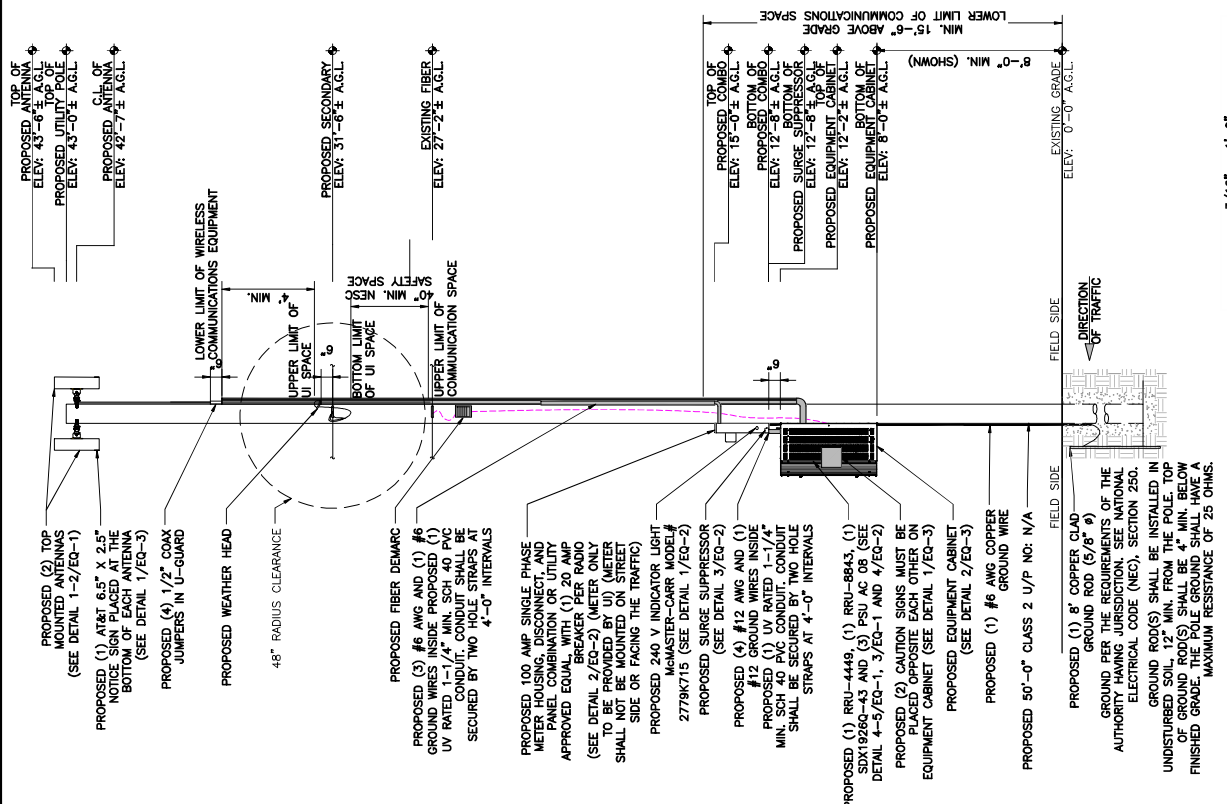 TOP OF
PROPOSED ANTENNA
ELEV: 43'-6"± A.G.L.
TOP OF
PROPOSED UTILITY POLE
ELEV: 43'-0"± A.G.L.
C.L. OF
PROPOSED ANTENNA
ELEV: 42'-7"± A.G.L.
PROPOSED SECONDARY
ELEV: 31'-6"± A.G.L.
EXISTING FIBER
ELEV: 27'-2"± A.G.L.
TOP OF
PROPOSED COMBO
ELEV: 15'-0"± A.G.L.
BOTTOM OF
PROPOSED COMBO
ELEV: 12'-8"± A.G.L.
BOTTOM OF
PROPOSED SURGE SUPPRESSOR
ELEV: 12'-8"± A.G.L.
TOP OF
PROPOSED EQUIPMENT CABINET
ELEV: 12'-2"± A.G.L.
BOTTOM OF
PROPOSED EQUIPMENT CABINET
ELEV: 8'-0"± A.G.L.
EXISTING GRADE
ELEV: 0'-0" A.G.L.
MIN. 15'-6" ABOVE GRADE
LOWER LIMIT OF COMMUNICATIONS SPACE
8'-0" MIN. (SHOWN)
LOWER LIMIT OF WIRELESS
COMMUNICATIONS EQUIPMENT
6"
4'
MIN.
UPPER LIMIT OF
UI SPACE
6"
BOTTOM LIMIT
OF UI SPACE
40" MIN. NESC
SAFETY SPACE
UPPER LIMIT OF
COMMUNICATION SPACE
6"
FIELD SIDE
DIRECTION
OF TRAFFIC
FIELD SIDE
PROPOSED (2) TOP
MOUNTED ANTENNAS
(SEE DETAIL 1-2/EQ-1)
PROPOSED (1) AT&T 6.5" X 2.5"
NOTICE SIGN PLACED AT THE
BOTTOM OF EACH ANTENNA
(SEE DETAIL 1/EQ-3)
PROPOSED (4) 1/2" COAX
JUMPERS IN U-GUARD
PROPOSED WEATHER HEAD
48" RADIUS CLEARANCE
PROPOSED FIBER DEMARC
PROPOSED (3) #6 AWG AND (1) #6
GROUND WIRES INSIDE PROPOSED (1)
UV RATED 1-1/4" MIN. SCH 40 PVC
CONDUIT. CONDUIT SHALL BE
SECURED BY TWO HOLE STRAPS AT
4'-0" INTERVALS
PROPOSED 100 AMP SINGLE PHASE
METER HOUSING, DISCONNECT, AND
PANEL COMBINATION OR UTILITY
APPROVED EQUAL, WITH (1) 20 AMP
BREAKER PER RADIO
(SEE DETAIL 2/EQ-2) (METER ONLY
TO BE PROVIDED BY UI) (METER
SHALL NOT BE MOUNTED ON STREET
SIDE OR FACING THE TRAFFIC)
PROPOSED 240 V INDICATOR LIGHT
McMASTER-CARR MODEL#
2779K715 (SEE DETAIL 1/EQ-2)
PROPOSED SURGE SUPPRESSOR
(SEE DETAIL 3/EQ-2)
PROPOSED (4) #12 AWG AND (1)
#12 GROUND WIRES INSIDE
PROPOSED (1) UV RATED 1-1/4"
MIN. SCH 40 PVC CONDUIT. CONDUIT
SHALL BE SECURED BY TWO HOLE
STRAPS AT 4'-0" INTERVALS
PROPOSED (1) RRU-4449, (1) RRU-8843, (1)
SDX1926Q-43 AND (3) PSU AC 08 (SEE
DETAIL 4-5/EQ-1, 3/EQ-1 AND 4/EQ-2)
PROPOSED (2) CAUTION SIGNS MUST BE
PLACED OPPOSITE EACH OTHER ON
EQUIPMENT CABINET (SEE DETAIL 1/EQ-3)
PROPOSED EQUIPMENT CABINET
(SEE DETAIL 2/EQ-3)
PROPOSED (1) #6 AWG COPPER
GROUND WIRE
PROPOSED 50'-0" CLASS 2 U/P NO: N/A
PROPOSED (1) 8' COPPER CLAD
GROUND ROD (5/8" ø)
GROUND PER THE REQUIREMENTS OF THE
AUTHORITY HAVING JURISDICTION. SEE NATIONAL
ELECTRICAL CODE (NEC), SECTION 250.
GROUND ROD(S) SHALL BE INSTALLED IN
UNDISTURBED SOIL, 12" MIN. FROM THE POLE. TOP
OF GROUND ROD(S) SHALL BE 4" MIN. BELOW
FINISHED GRADE. THE POLE GROUND SHALL HAVE A
MAXIMUM RESISTANCE OF 25 OHMS.